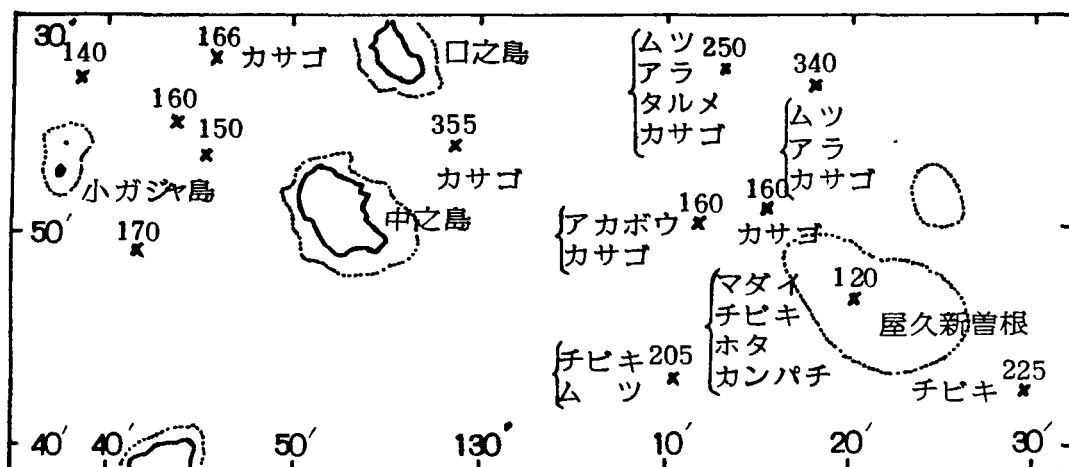 30°
140
166 カサゴ
口之島
160
150
小ガジャ島
170
50′
355
カサゴ
中之島
ムツ 250
アラ
タルメ
カサゴ
340
ムツ
アラ
カサゴ
アカボウ 160
カサゴ
160
カサゴ
マダイ 120
チビキ
ホタ
カンパチ
屋久新曽根
チビキ 205
ムツ
チビキ 225
40′ 40′ 50′ 130° 10′ 20′ 30′